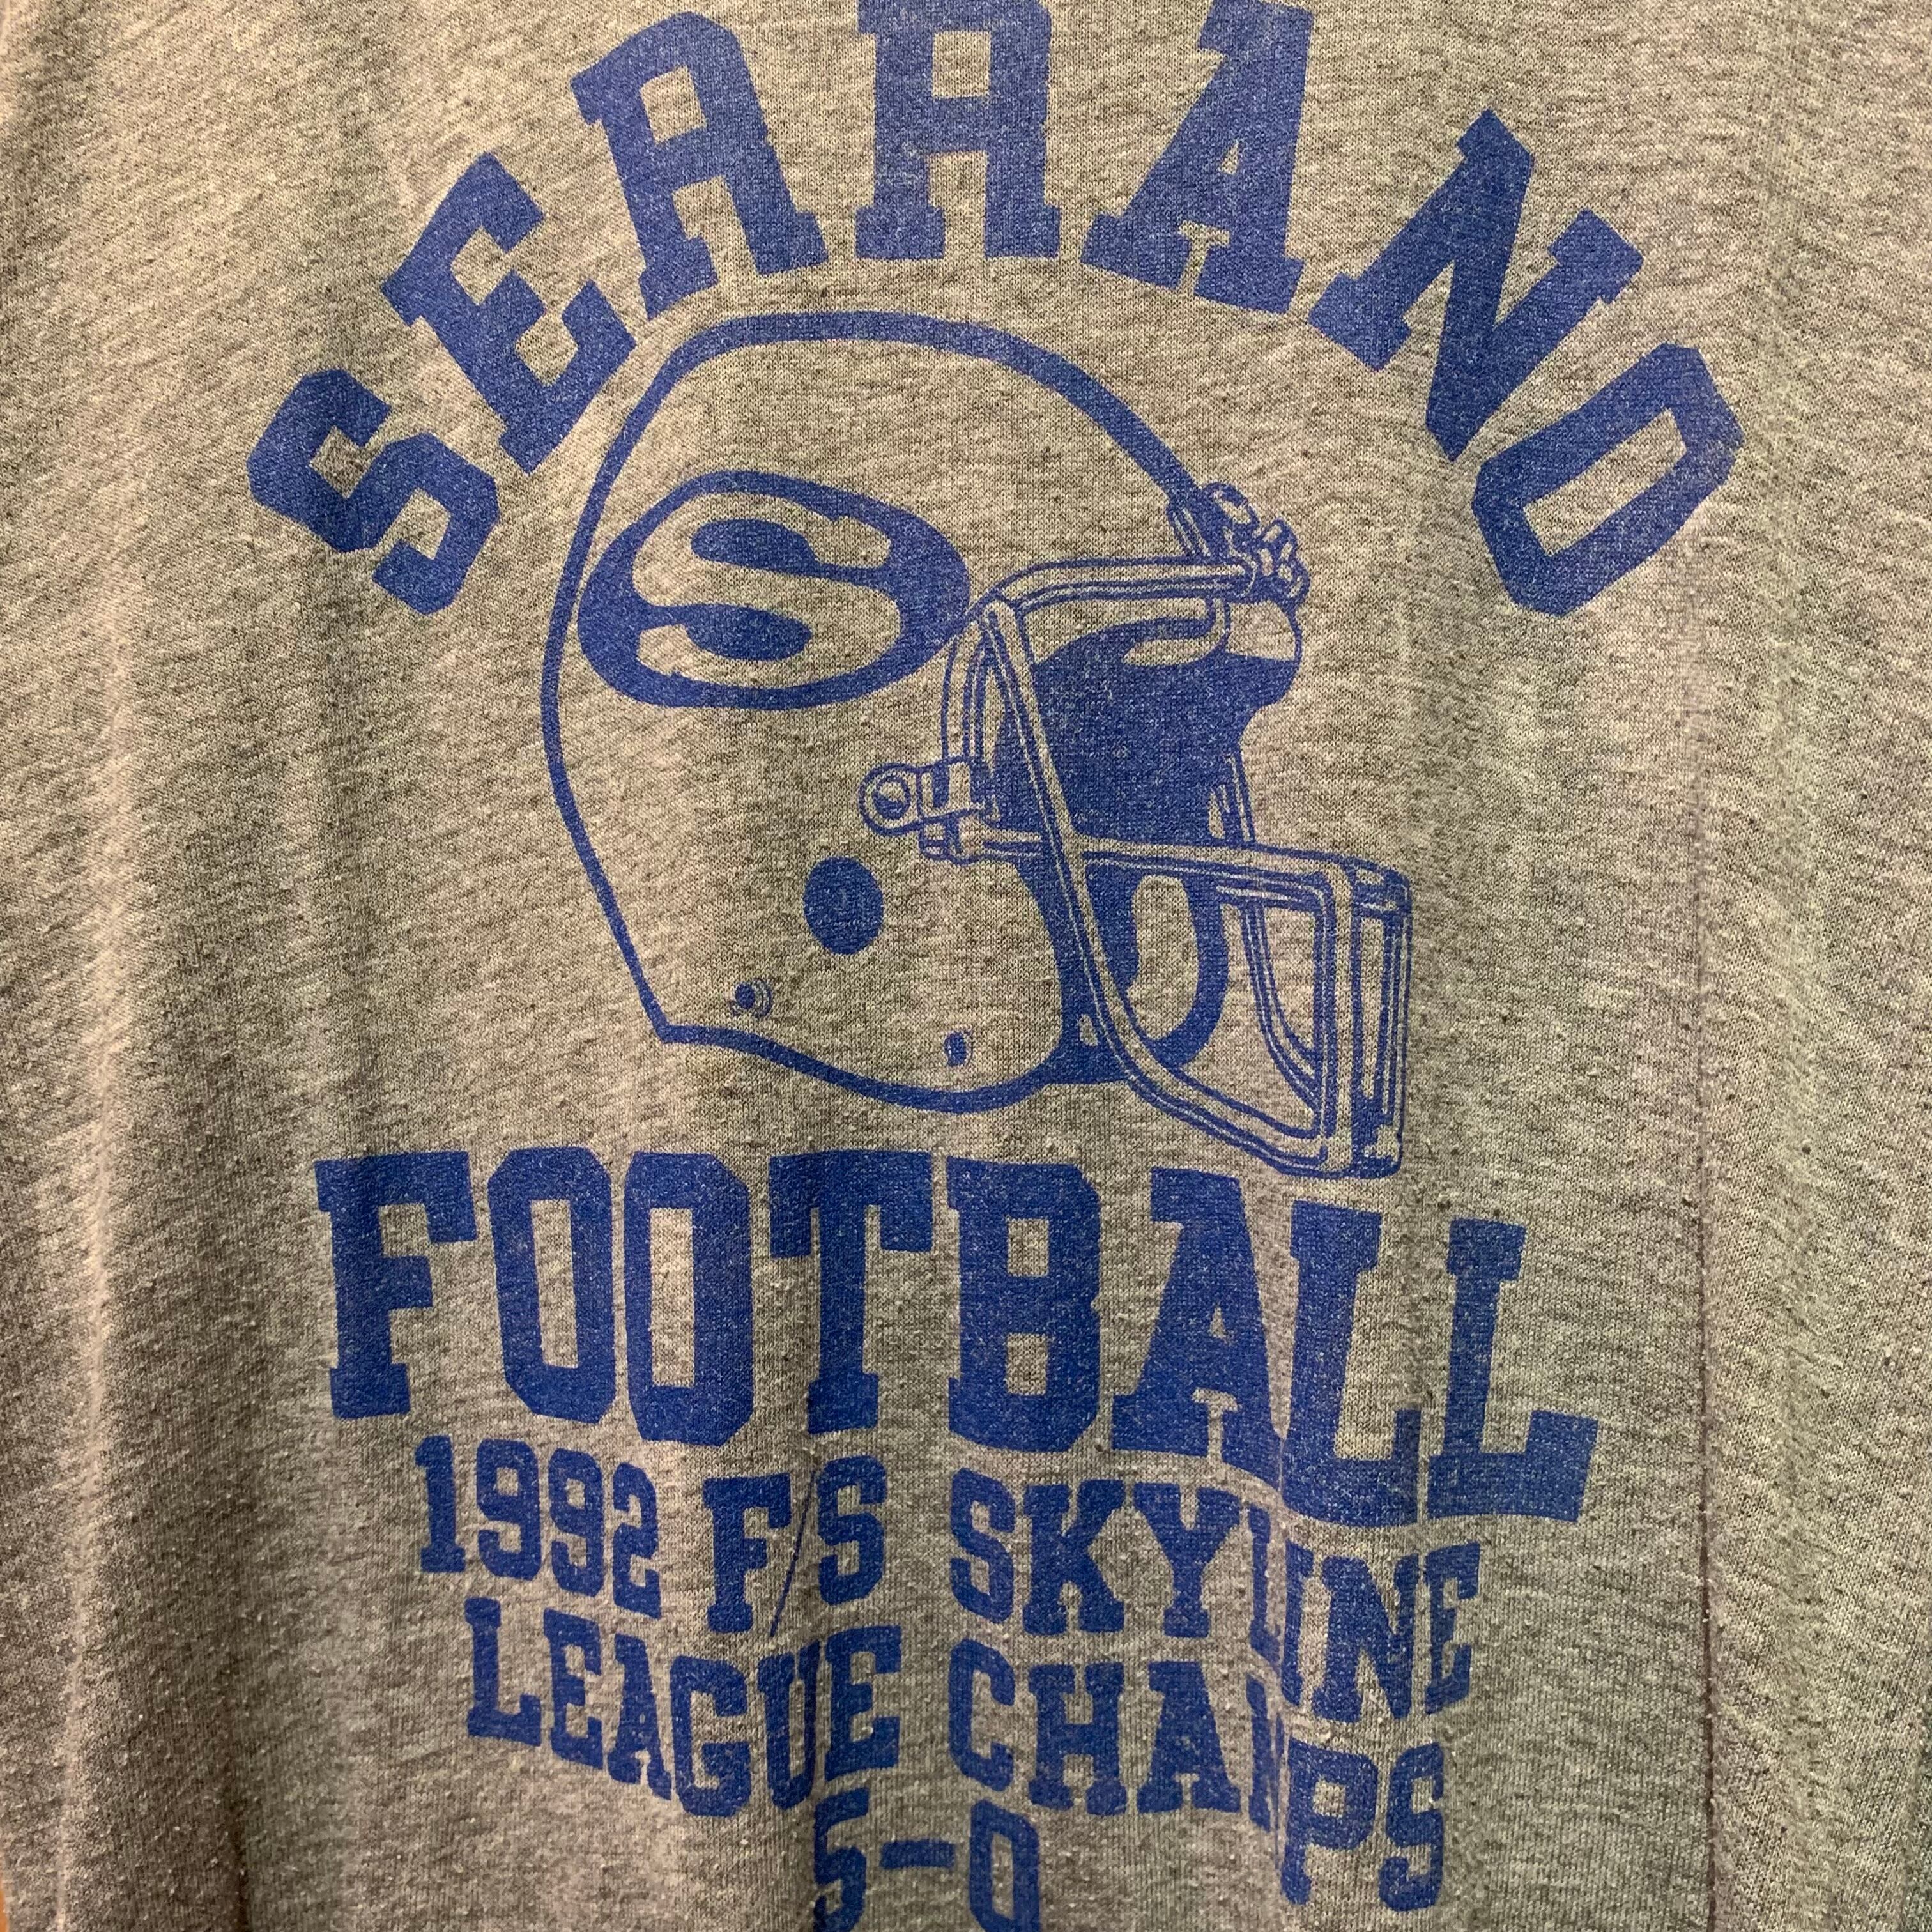 SERRANO
S
FOOTBALL
1992 F/S SKYLINE
LEAGUE CHAMPS
5-0